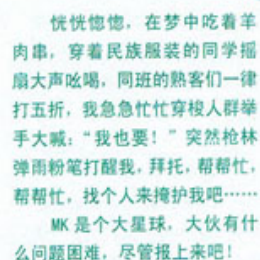 恍恍惚惚，在梦中吃着羊
肉串，穿着民族服装的同学摇
扇大声吆喝，同班的熟客们一律
打五折，我急急忙忙穿梭人群举
手大喊：“我也要！”突然枪林
弹雨粉笔打醒我，拜托，帮帮忙，
帮帮忙，找个人来掩护我吧……
MK是个大星球，大伙有什
么问题困难，尽管报上来吧！